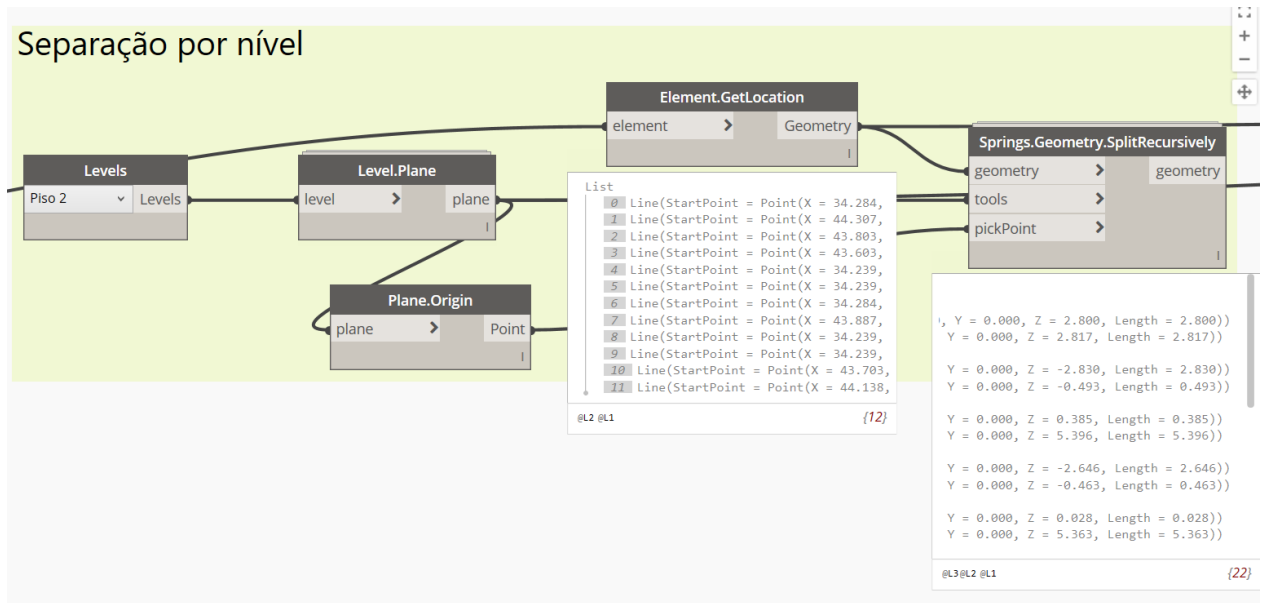 Separação por nível
Element.GetLocation
element > Geometry
l
Levels
Piso 2 Levels
Level.Plane
level > plane
l
Plane.Origin
plane > Point
l
Springs.Geometry.SplitRecursively
geometry > geometry
tools >
pickPoint >
l
List
0 Line(StartPoint = Point(X = 34.284,
1 Line(StartPoint = Point(X = 44.307,
2 Line(StartPoint = Point(X = 43.803,
3 Line(StartPoint = Point(X = 43.603,
4 Line(StartPoint = Point(X = 34.239,
5 Line(StartPoint = Point(X = 34.239,
6 Line(StartPoint = Point(X = 34.284,
7 Line(StartPoint = Point(X = 43.887,
8 Line(StartPoint = Point(X = 34.239,
9 Line(StartPoint = Point(X = 34.239,
10 Line(StartPoint = Point(X = 43.703,
11 Line(StartPoint = Point(X = 44.138,
@L2 @L1 {12}
, Y = 0.000, Z = 2.800, Length = 2.800))
Y = 0.000, Z = 2.817, Length = 2.817))
Y = 0.000, Z = -2.830, Length = 2.830))
Y = 0.000, Z = -0.493, Length = 0.493))
Y = 0.000, Z = 0.385, Length = 0.385))
Y = 0.000, Z = 5.396, Length = 5.396))
Y = 0.000, Z = -2.646, Length = 2.646))
Y = 0.000, Z = -0.463, Length = 0.463))
Y = 0.000, Z = 0.028, Length = 0.028))
Y = 0.000, Z = 5.363, Length = 5.363))
@L3 @L2 @L1 {22}